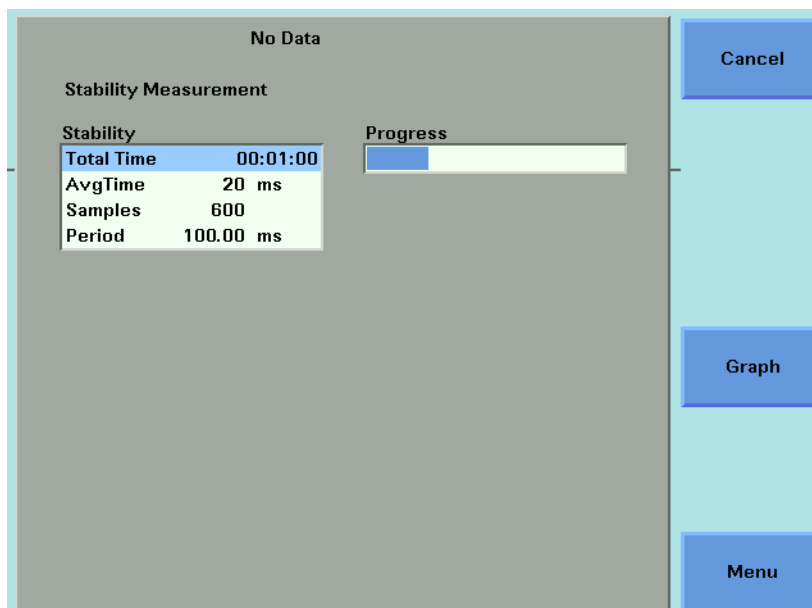 No Data
Cancel
Stability Measurement
Stability
Progress
Total Time 00:01:00
AvgTime 20 ms
Samples 600
Period 100.00 ms
Graph
Menu